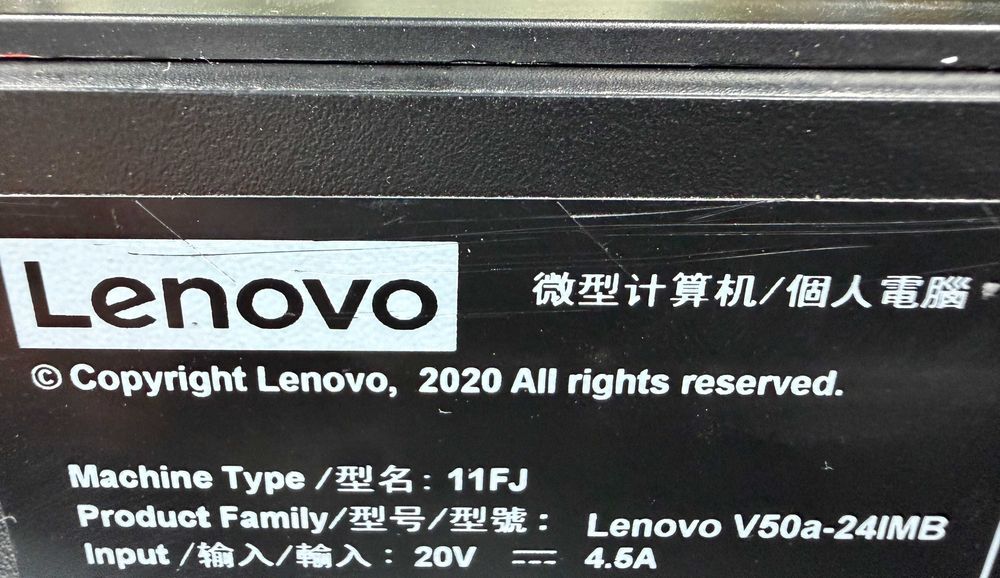 Lenovo
微型计算机/個人電腦
© Copyright Lenovo, 2020 All rights reserved.
Machine Type /型名: 11FJ
Product Family/型号/型號: Lenovo V50a-24IMB
Input /输入/輸入: 20V ⎓ 4.5A